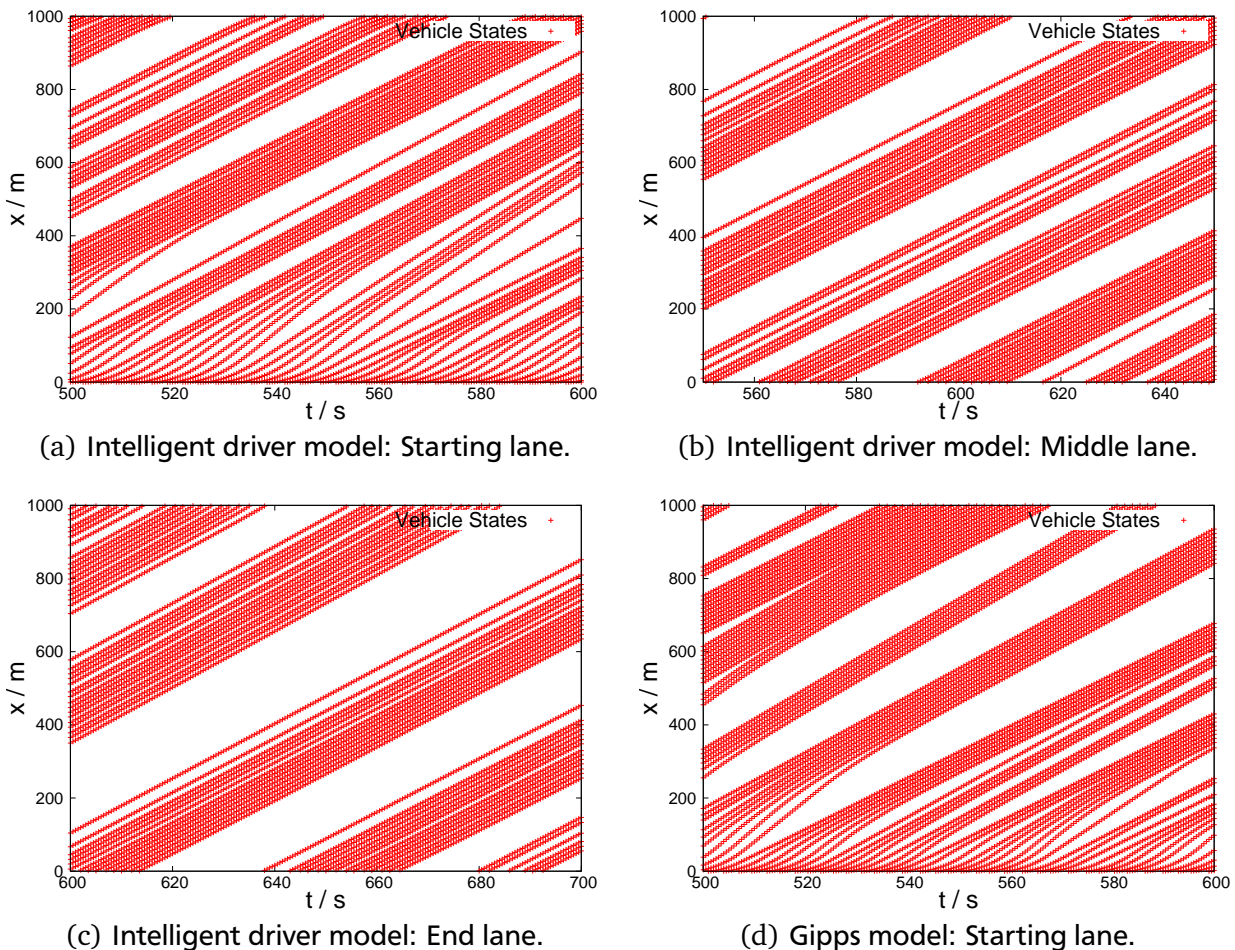 1000
800
600
400
200
0
x / m
Vehicle States
500 520 540 560 580 600
t / s
(a) Intelligent driver model: Starting lane.
1000
800
600
400
200
0
x / m
Vehicle States
560 580 600 620 640
t / s
(b) Intelligent driver model: Middle lane.
1000
800
600
400
200
0
x / m
Vehicle States
600 620 640 660 680 700
t / s
(c) Intelligent driver model: End lane.
1000
800
600
400
200
0
x / m
Vehicle States
500 520 540 560 580 600
t / s
(d) Gipps model: Starting lane.